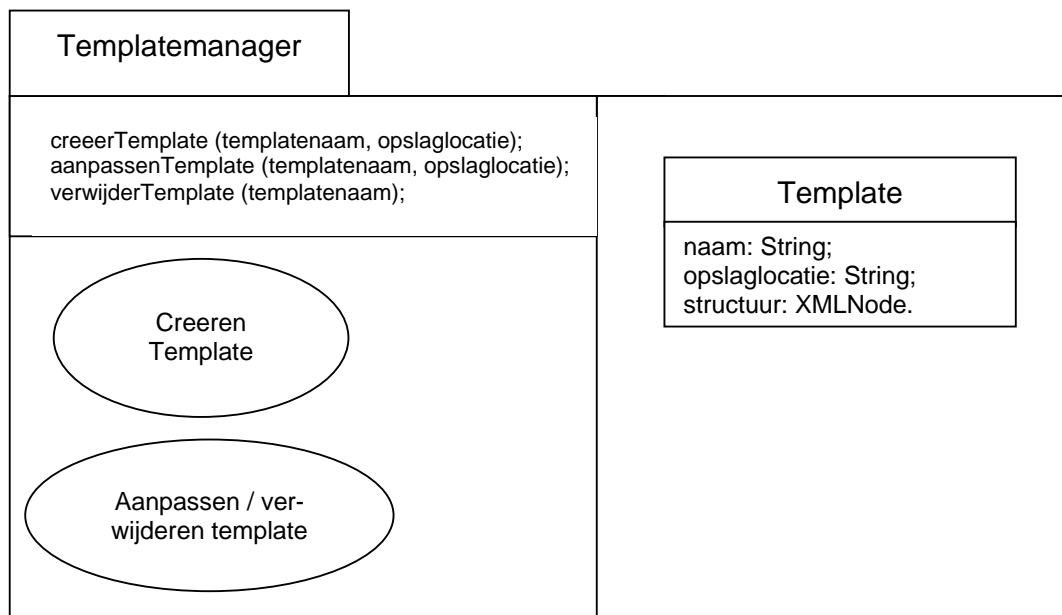 Templatemanager
creeerTemplate (templatenaam, opslaglocatie);
aanpassenTemplate (templatenaam, opslaglocatie);
verwijderTemplate (templatenaam);
Creeren
Template
Aanpassen / ver-
wijderen template
Template
naam: String;
opslaglocatie: String;
structuur: XMLNode.